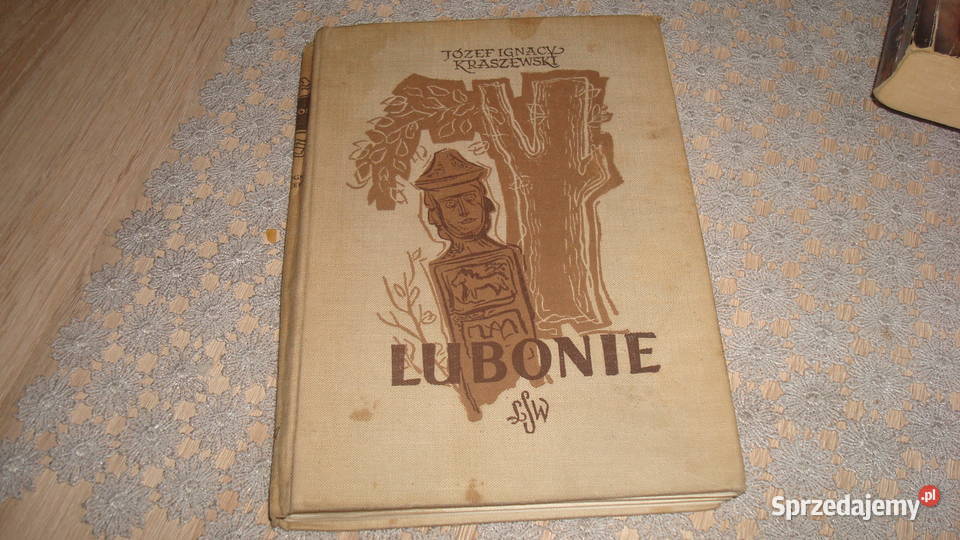 JÓZEF IGNACY
KRASZEWSKI
LUBONIE
LSW
Sprzedajemy.pl